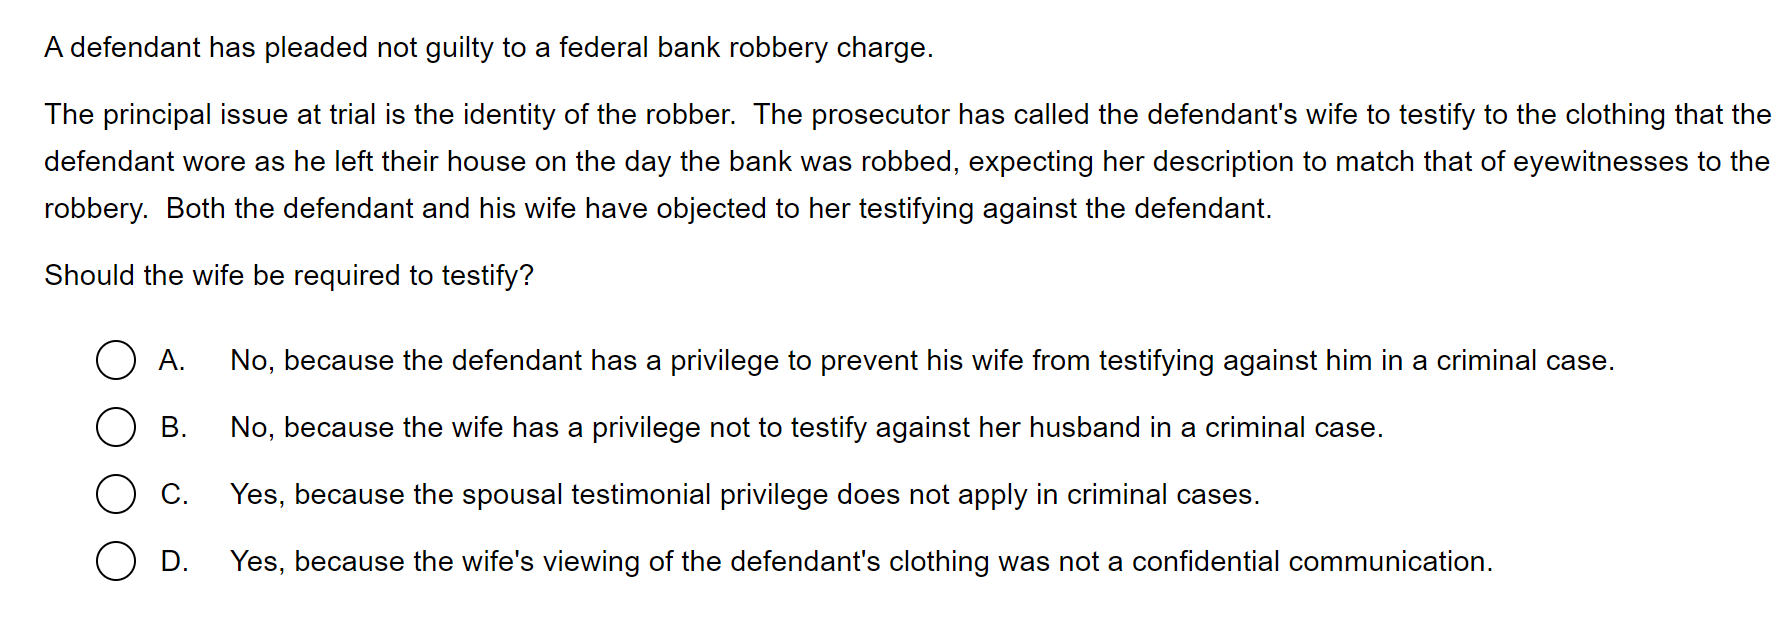 A defendant has pleaded not guilty to a federal bank robbery charge.
The principal issue at trial is the identity of the robber.  The prosecutor has called the defendant's wife to testify to the clothing that the
defendant wore as he left their house on the day the bank was robbed, expecting her description to match that of eyewitnesses to the
robbery.  Both the defendant and his wife have objected to her testifying against the defendant.
Should the wife be required to testify?
A. No, because the defendant has a privilege to prevent his wife from testifying against him in a criminal case.
B. No, because the wife has a privilege not to testify against her husband in a criminal case.
C. Yes, because the spousal testimonial privilege does not apply in criminal cases.
D. Yes, because the wife's viewing of the defendant's clothing was not a confidential communication.